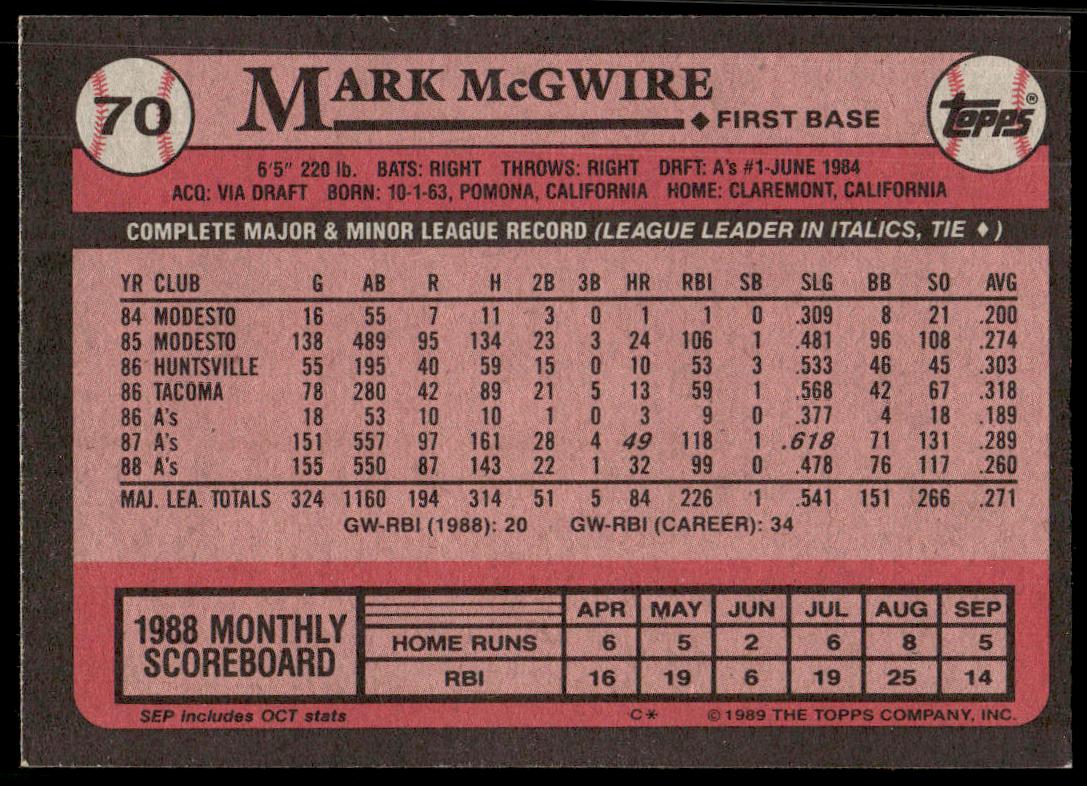 70 MARK McGWIRE ◆ FIRST BASE topps®
6'5" 220 lb. BATS: RIGHT THROWS: RIGHT DRFT: A's #1-JUNE 1984
ACQ: VIA DRAFT BORN: 10-1-63, POMONA, CALIFORNIA HOME: CLAREMONT, CALIFORNIA
COMPLETE MAJOR & MINOR LEAGUE RECORD (LEAGUE LEADER IN ITALICS, TIE ♦)
YR CLUB G AB R H 2B 3B HR RBI SB SLG BB SO AVG
84 MODESTO 16 55 7 11 3 0 1 1 0 .309 8 21 .200
85 MODESTO 138 489 95 134 23 3 24 106 1 .481 96 108 .274
86 HUNTSVILLE 55 195 40 59 15 0 10 53 3 .533 46 45 .303
86 TACOMA 78 280 42 89 21 5 13 59 1 .568 42 67 .318
86 A's 18 53 10 10 1 0 3 9 0 .377 4 18 .189
87 A's 151 557 97 161 28 4 49 118 1 .618 71 131 .289
88 A's 155 550 87 143 22 1 32 99 0 .478 76 117 .260
MAJ. LEA. TOTALS 324 1160 194 314 51 5 84 226 1 .541 151 266 .271
GW-RBI (1988): 20 GW-RBI (CAREER): 34
1988 MONTHLY
SCOREBOARD
APR MAY JUN JUL AUG SEP
HOME RUNS 6 5 2 6 8 5
RBI 16 19 6 19 25 14
SEP includes OCT stats C* © 1989 THE TOPPS COMPANY, INC.